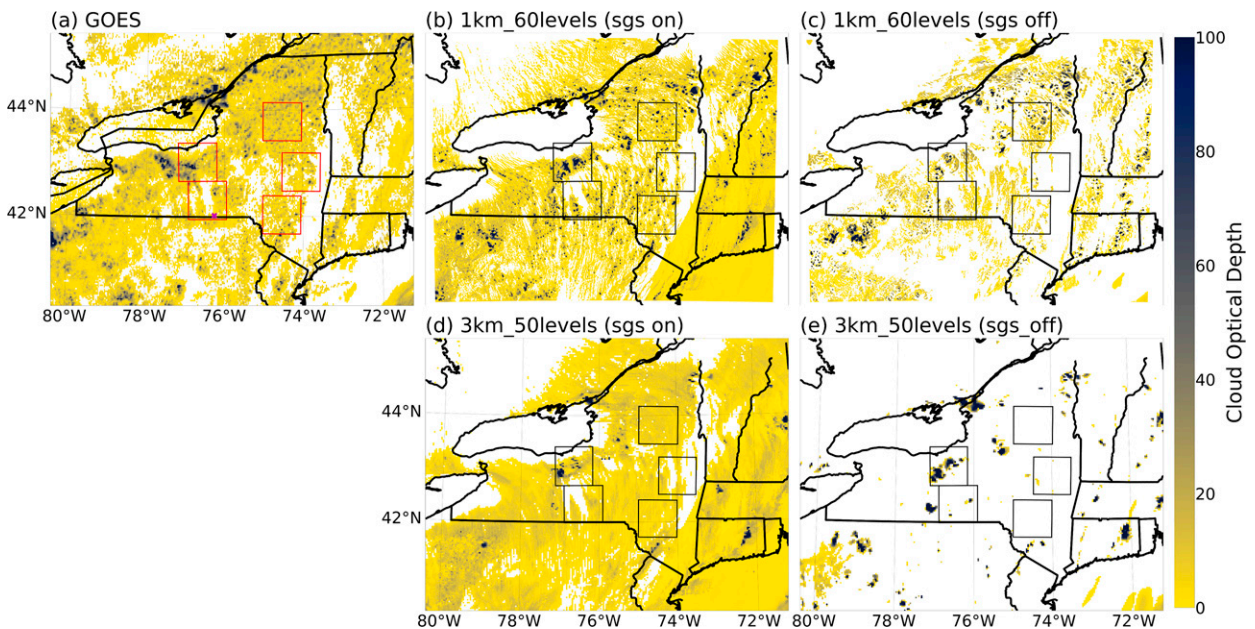 (a) GOES
(b) 1km_60levels (sgs on)
(c) 1km_60levels (sgs off)
44°N
42°N
80°W 78°W 76°W 74°W 72°W
(d) 3km_50levels (sgs on)
(e) 3km_50levels (sgs_off)
44°N
42°N
80°W 78°W 76°W 74°W 72°W
80°W 78°W 76°W 74°W 72°W
100
80
60
40
20
0
Cloud Optical Depth